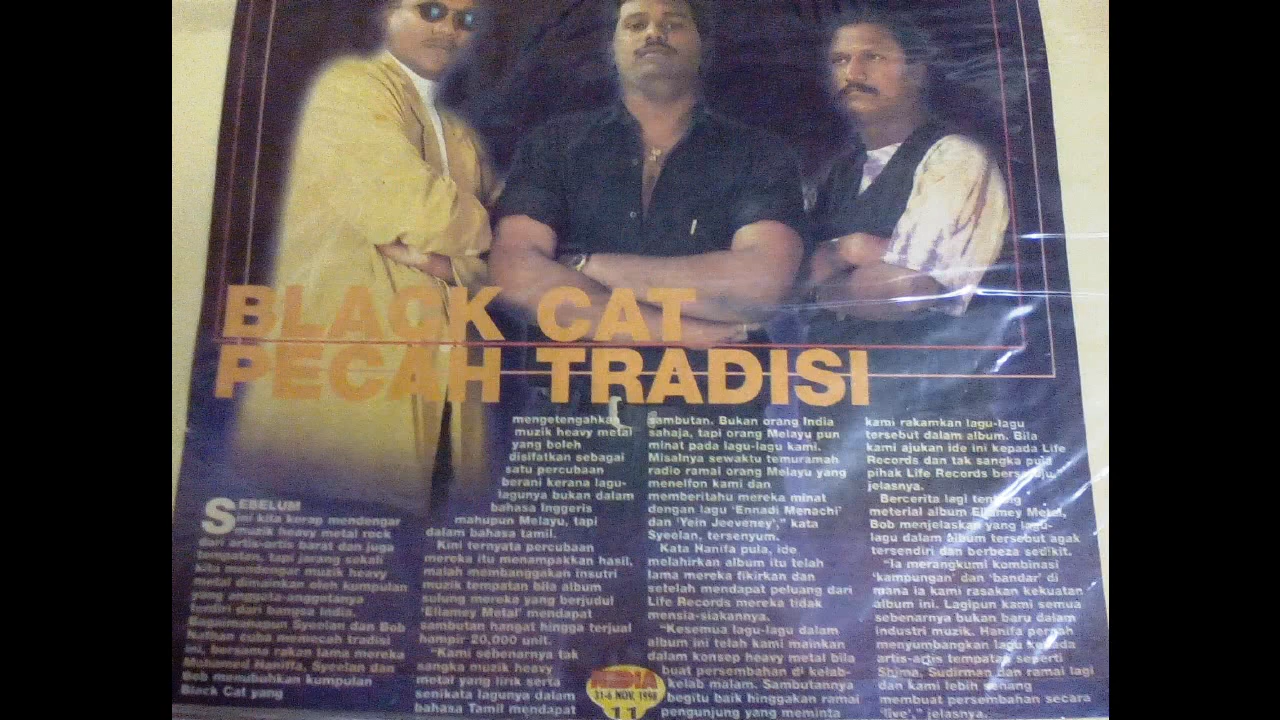 BLACK CAT
PECAH TRADISI
SEBELUM
ini kita kerap mendengar
muzik heavy metal rock
dari artis-artis barat dan juga
tempatan, tapi jarang sekali
kita mendengar muzik heavy
metal dimainkan oleh kumpulan
yang anggota-anggotanya
terdiri dari bangsa India.
Syeelan dan Bob
Nathan cuba memecah tradisi
ini, bersama rakan lama mereka
Mohamed Haniffa, Syeelan dan
Bob menubuhkan kumpulan
Black Cat yang
mengetengahkan
muzik heavy metal
yang boleh
disifatkan sebagai
satu percubaan
berani kerana lagu-
lagunya bukan dalam
bahasa Inggeris
mahupun Melayu, tapi
dalam bahasa tamil.
Kini ternyata percubaan
mereka itu menampakkan hasil,
malah membanggakan insutri
muzik tempatan bila album
sulung mereka yang berjudul
'Ellamey Metal' mendapat
sambutan hangat hingga terjual
hampir 20,000 unit.
"Kami sebenarnya tak
sangka muzik heavy
metal yang lirik serta
senikata lagunya dalam
bahasa Tamil mendapat
sambutan. Bukan orang India
sahaja, tapi orang Melayu pun
minat pada lagu-lagu kami.
Misalnya sewaktu temuramah
radio ramai orang Melayu yang
menelfon kami dan
memberitahu mereka minat
dengan lagu 'Ennadi Menachi'
dan 'Yein Jeeveney'," kata
Syeelan, tersenyum.
Kata Hanifa pula, ide
melahirkan album itu telah
lama mereka fikirkan dan
setelah mendapat peluang dari
Life Records mereka tidak
mensia-siakannya.
"Kesemua lagu-lagu dalam
album ini telah kami mainkan
dalam konsep heavy metal bila
buat persembahan di kelab-
kelab malam. Sambutannya
begitu baik hinggakan ramai
pengunjung yang meminta
kami rakamkan lagu-lagu
tersebut dalam album. Bila
kami ajukan ide ini kepada Life
Records dan tak sangka pula
pihak Life Records bersetuju,"
jelasnya.
Bercerita lagi tentang
meterial album Ellamey Metal,
Bob menjelaskan yang lagu-
lagu dalam album tersebut agak
tersendiri dan berbeza sedikit.
"Ia merangkumi kombinasi
'kampungan' dan 'bandar' di
mana ia kami rasakan kekuatan
album ini. Lagipun kami semua
sebenarnya bukan baru dalam
industri muzik. Hanifa pernah
menyumbangkan lagu kepada
artis-artis tempatan seperti
Shima, Sudirman dan ramai lagi
dan kami lebih senang
membuat persembahan secara
'live'," jelasnya.
MEDIA
31-6 NOV, 1998
11